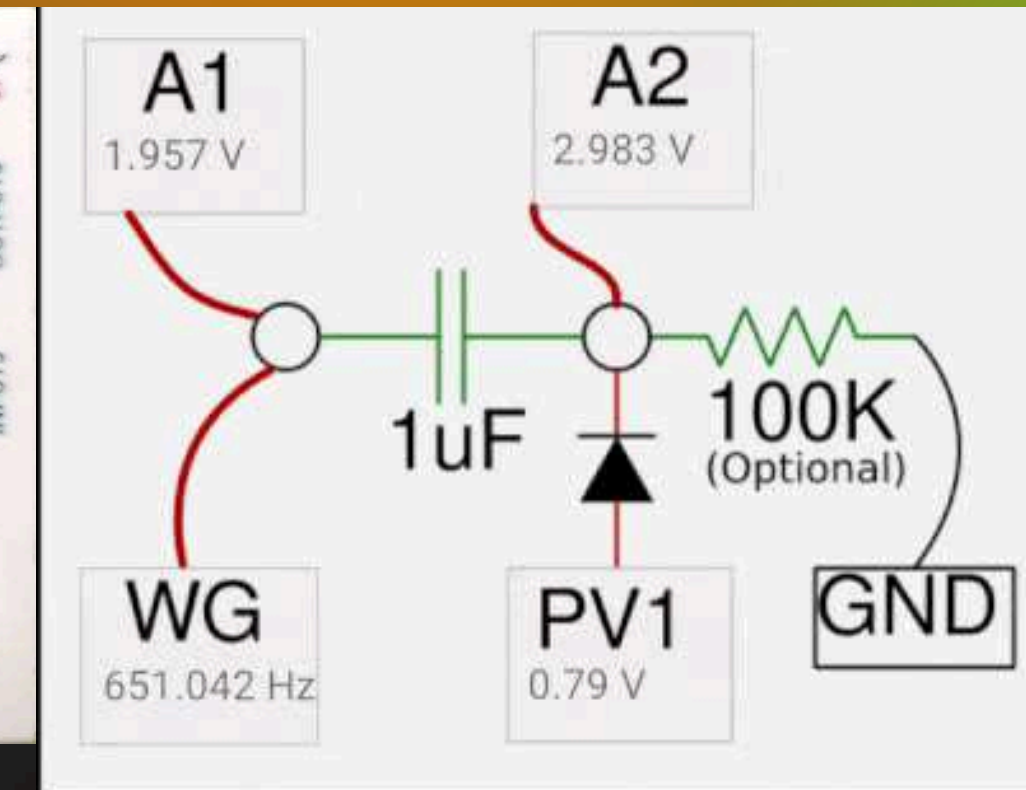 A1
1.957 V
A2
2.983 V
1uF
100K
(Optional)
WG
651.042 Hz
PV1
0.79 V
GND